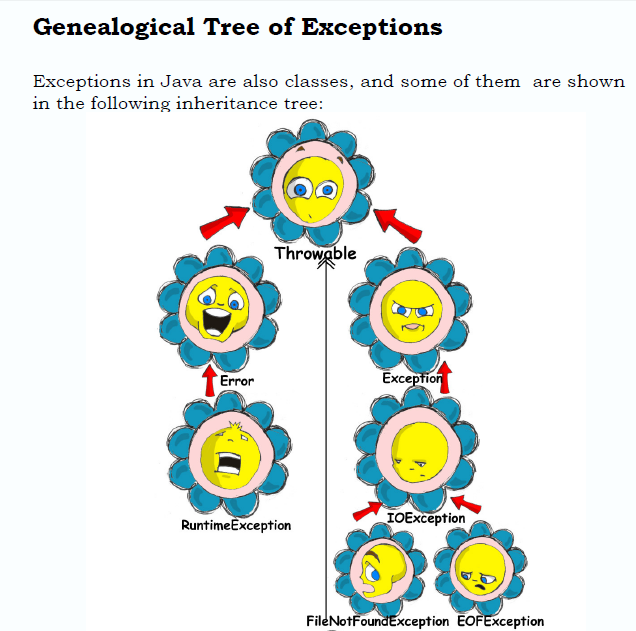 Genealogical Tree of Exceptions
Exceptions in Java are also classes, and some of them are shown
in the following inheritance tree:
Throwable
Error
Exception
RuntimeException
IOException
FileNotFoundException EOFException